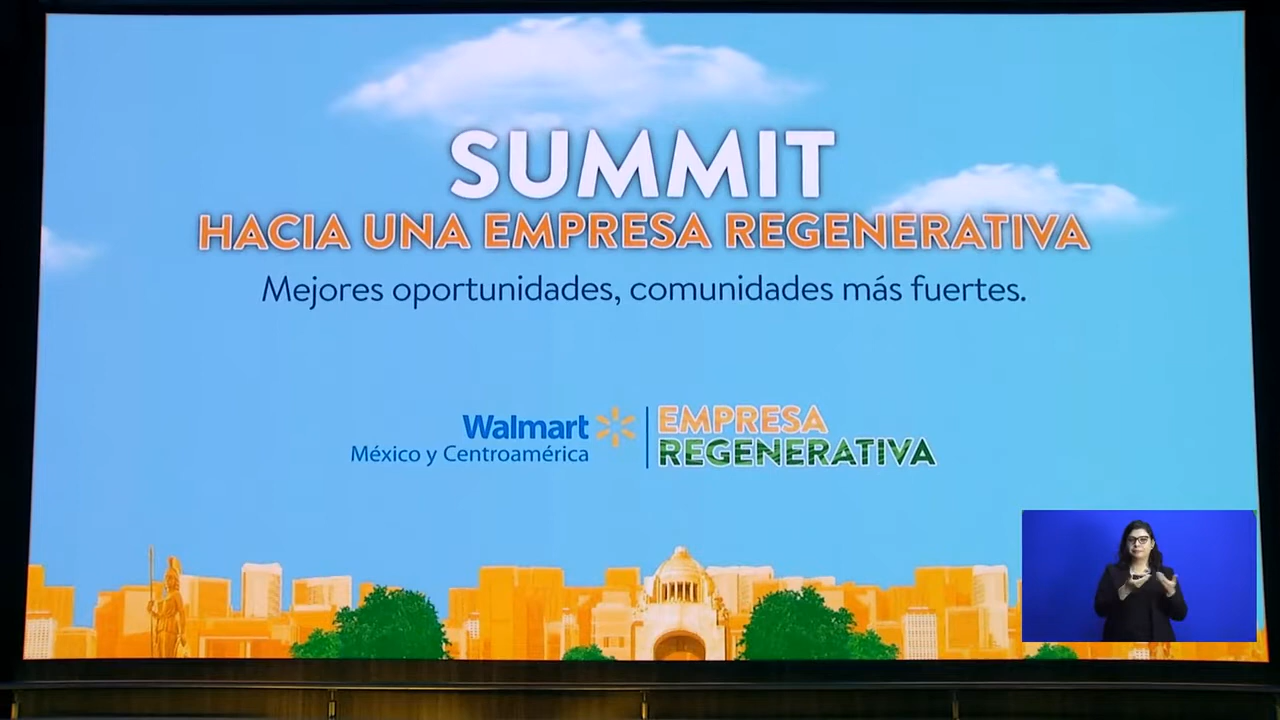 SUMMIT
HACIA UNA EMPRESA REGENERATIVA
Mejores oportunidades, comunidades más fuertes.
Walmart
México y Centroamérica
EMPRESA
REGENERATIVA